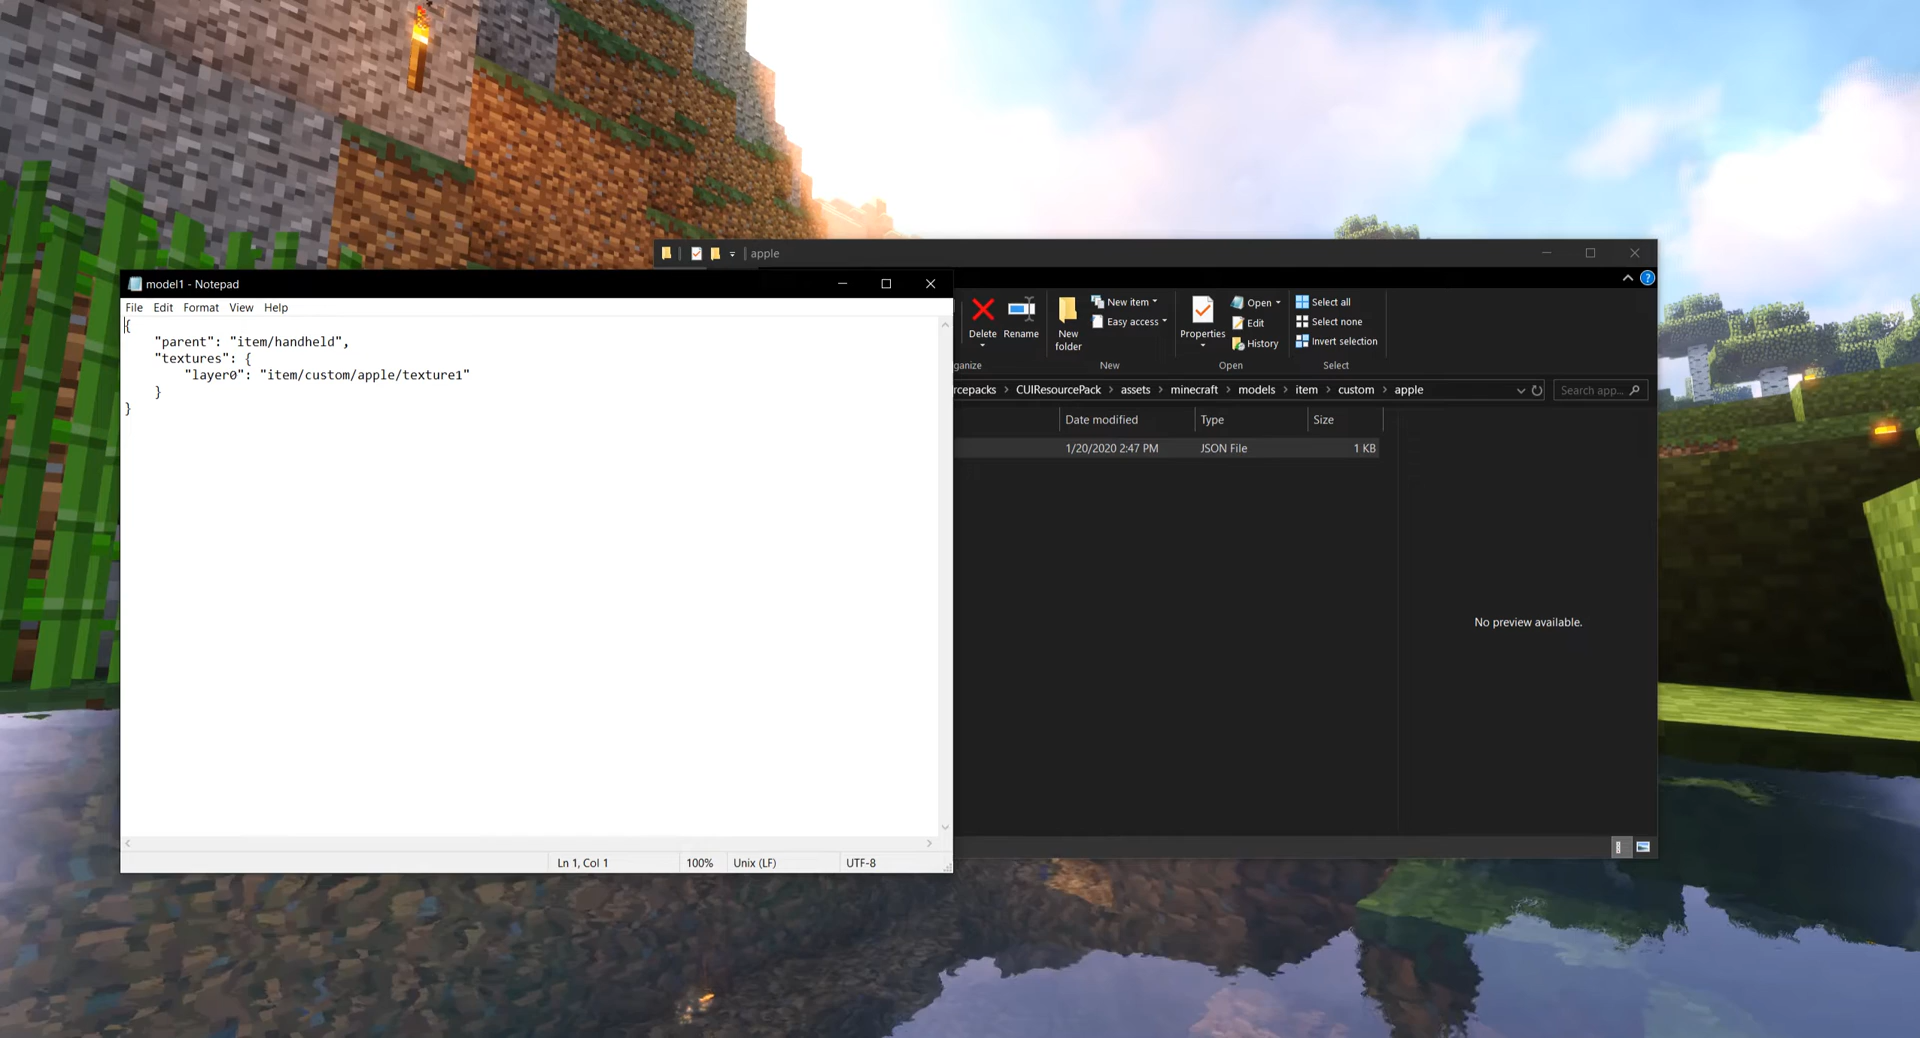 apple
model1 - Notepad
File Edit Format View Help
{
"parent": "item/handheld",
"textures": {
"layer0": "item/custom/apple/texture1"
}
}
Ln 1, Col 1 100% Unix (LF) UTF-8
Delete
Rename
New
folder
New item
Easy access
Properties
Open
Edit
History
Select all
Select none
Invert selection
ganize New Open Select
rcepacks > CUIResourcePack > assets > minecraft > models > item > custom > apple
Search app...
Date modified Type Size
1/20/2020 2:47 PM JSON File 1 KB
No preview available.